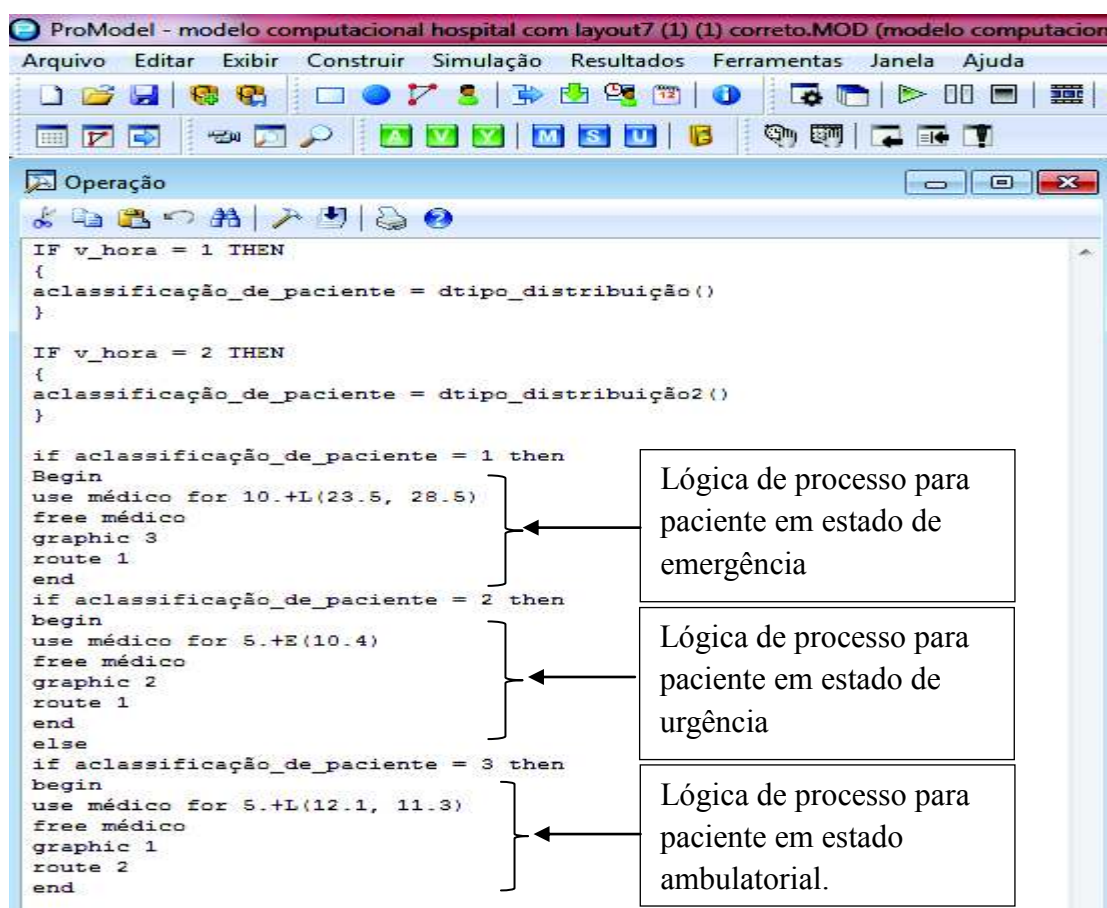 ProModel - modelo computacional hospital com layout7 (1) (1) correto.MOD (modelo computacion
Arquivo Editar Exibir Construir Simulação Resultados Ferramentas Janela Ajuda
A V Y M S U
Operação
IF v_hora = 1 THEN
{
aclassificação_de_paciente = dtipo_distribuição()
}
IF v_hora = 2 THEN
{
aclassificação_de_paciente = dtipo_distribuição2()
}
if aclassificação_de_paciente = 1 then
Begin
use médico for 10.+L(23.5, 28.5)
free médico
graphic 3
route 1
end
Lógica de processo para
paciente em estado de
emergência
if aclassificação_de_paciente = 2 then
begin
use médico for 5.+E(10.4)
free médico
graphic 2
route 1
end
Lógica de processo para
paciente em estado de
urgência
else
if aclassificação_de_paciente = 3 then
begin
use médico for 5.+L(12.1, 11.3)
free médico
graphic 1
route 2
end
Lógica de processo para
paciente em estado
ambulatorial.